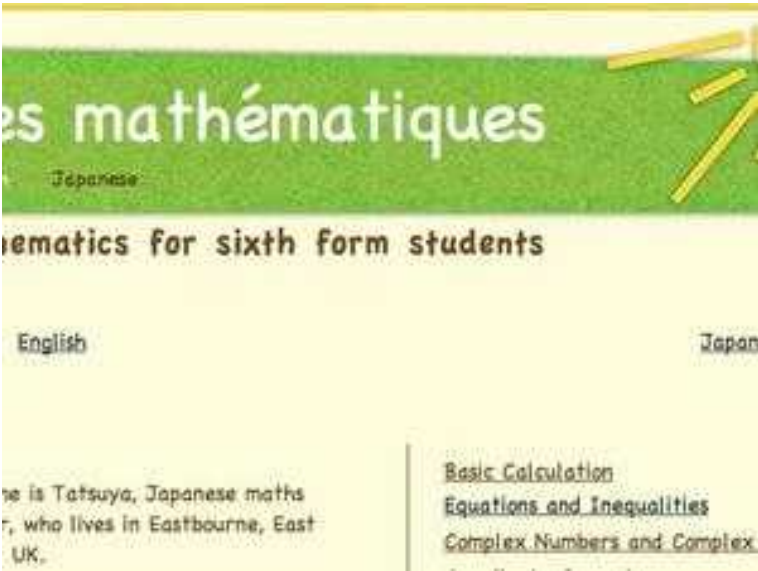 es mathématiques
Japanese
ematics for sixth form students
English
Japan
Basic Calculation
Equations and Inequalities
Complex Numbers and Complex
e is Tatsuya, Japanese maths
r, who lives in Eastbourne, East
UK.